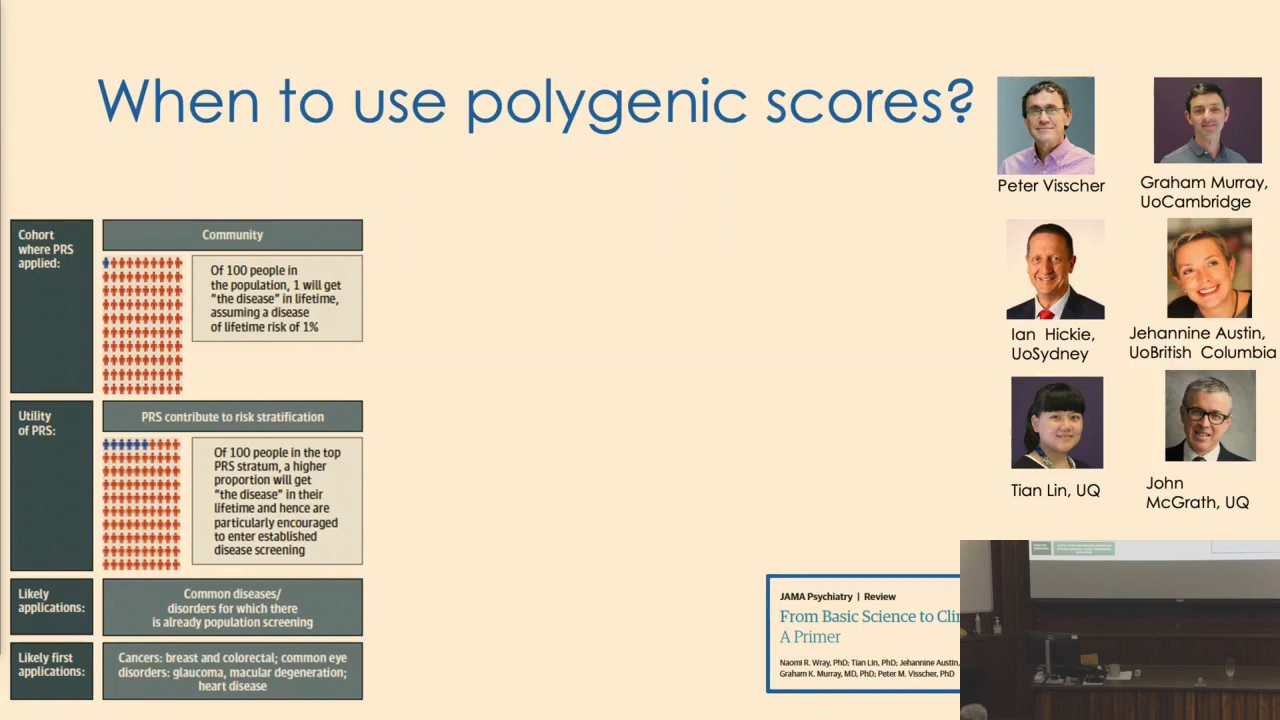 When to use polygenic scores?
Peter Visscher
Graham Murray,
UoCambridge
Ian Hickie,
UoSydney
Jehannine Austin,
UoBritish Columbia
Tian Lin, UQ
John
McGrath, UQ
Cohort
where PRS
applied:
Community
Of 100 people in
the population, 1 will get
"the disease" in lifetime,
assuming a disease
of lifetime risk of 1%
Utility
of PRS:
PRS contribute to risk stratification
Of 100 people in the top
PRS stratum, a higher
proportion will get
"the disease" in their
lifetime and hence are
particularly encouraged
to enter established
disease screening
Likely
applications:
Common diseases/
disorders for which there
is already population screening
Likely first
applications:
Cancers: breast and colorectal; common eye
disorders: glaucoma, macular degeneration;
heart disease
JAMA Psychiatry | Review
From Basic Science to
A Primer
Naomi R. Wray, PhD; Tian Lin, PhD; Jehannine Austin,
Graham K. Murray, MD, PhD; Peter M. Visscher, PhD